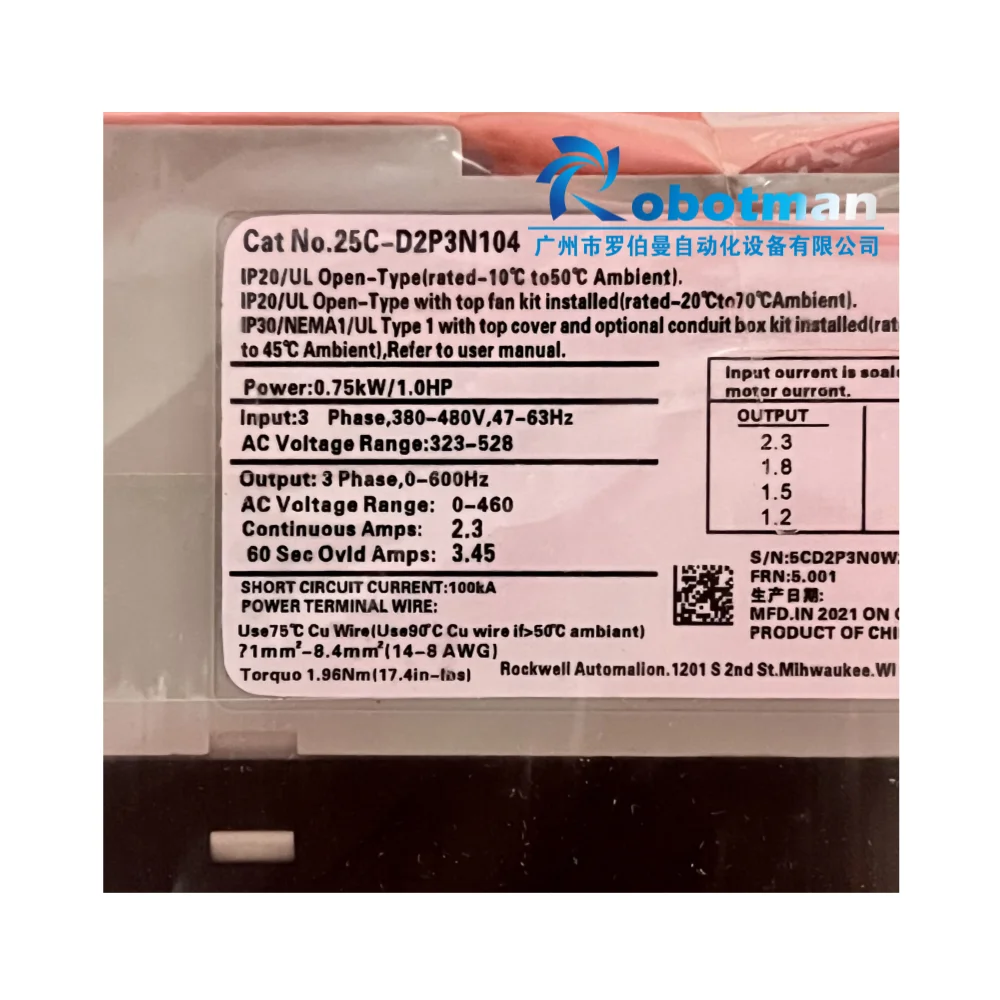 Robotman
广州市罗伯曼自动化设备有限公司
Cat No.25C-D2P3N104
IP20/UL Open-Type(rated-10℃ to50℃ Ambient).
IP20/UL Open-Type with top fan kit installed(rated-20℃to70℃Ambient).
IP30/NEMA1/UL Type 1 with top cover and optional conduit box kit installed(rat
to 45℃ Ambient),Refer to user manual.
Power:0.75kW/1.0HP
Input:3 Phase,380-480V,47-63Hz
AC Voltage Range:323-528
Output: 3 Phase,0-600Hz
AC Voltage Range: 0-460
Continuous Amps: 2.3
60 Sec Ovld Amps: 3.45
SHORT CIRCUIT CURRENT:100kA
POWER TERMINAL WIRE:
Use75℃ Cu Wire(Use90℃ Cu wire if>50℃ ambiant)
?1mm²-8.4mm²(14-8 AWG)
Torquo 1.96Nm(17.4in-lbs)
Input ourrent is soal
motor ourront.
OUTPUT
2.3
1.8
1.5
1.2
S/N:5CD2P3N0W
FRN:5.001
生产日期:
MFD.IN 2021 ON
PRODUCT OF CHI
Rockwell Automalion.1201 S 2nd St.Mihwaukee.WI